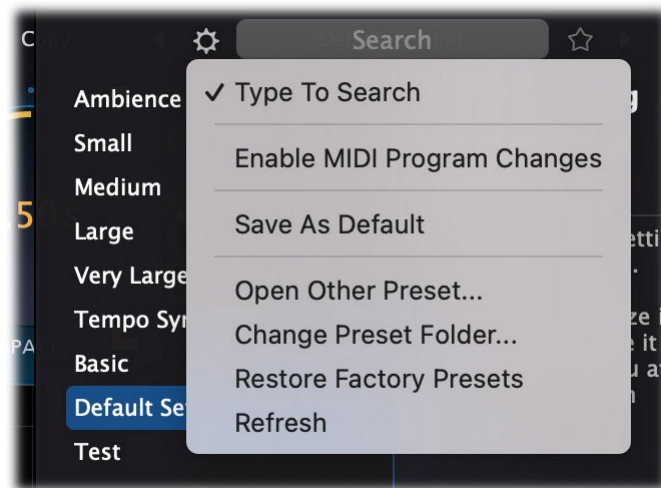 Search
Ambience
Small
Medium
Large
Very Large
Tempo Syn
Basic
Default Se
Test
✓ Type To Search
Enable MIDI Program Changes
Save As Default
Open Other Preset...
Change Preset Folder...
Restore Factory Presets
Refresh